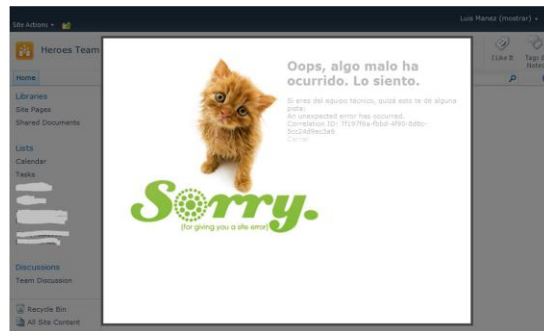 Luis Manez (mostrar)
Site Actions
Heroes Team
I Like It
Tags &
Notes
Home
Libraries
Site Pages
Shared Documents
Lists
Calendar
Tasks
Discussions
Team Discussion
Recycle Bin
All Site Content
Oops, algo malo ha
ocurrido. Lo siento.
Si eres del equipo técnico, quizá esto te de alguna
pista:
An unexpected error has occurred.
Correlation ID:
Cancel
Sorry.
(for giving you a site error)